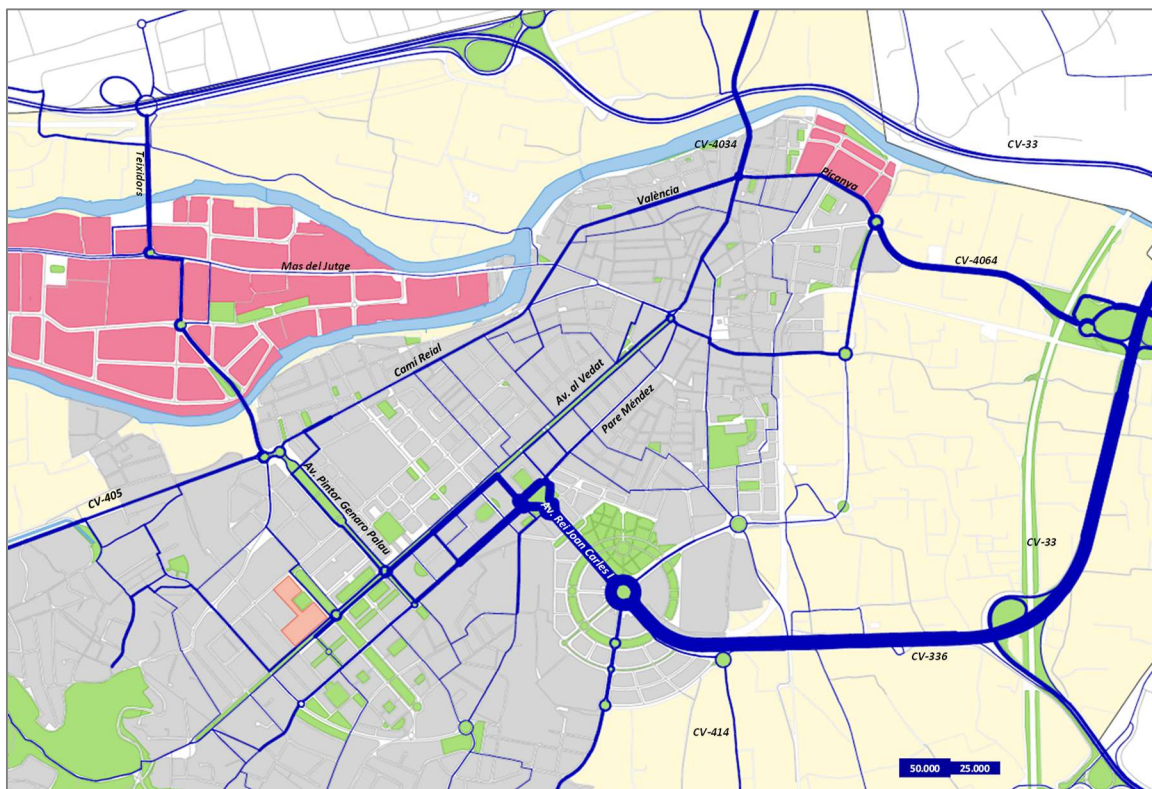 CV-4034
CV-33
Teixidors
València
Picanya
CV-4064
Mas del Jutge
Camí Reial
Av. al Vedat
Pare Méndez
Av. Pintor Genaro Palau
CV-405
Av. Rei Joan Carles I
CV-33
CV-336
CV-414
50.000 25.000